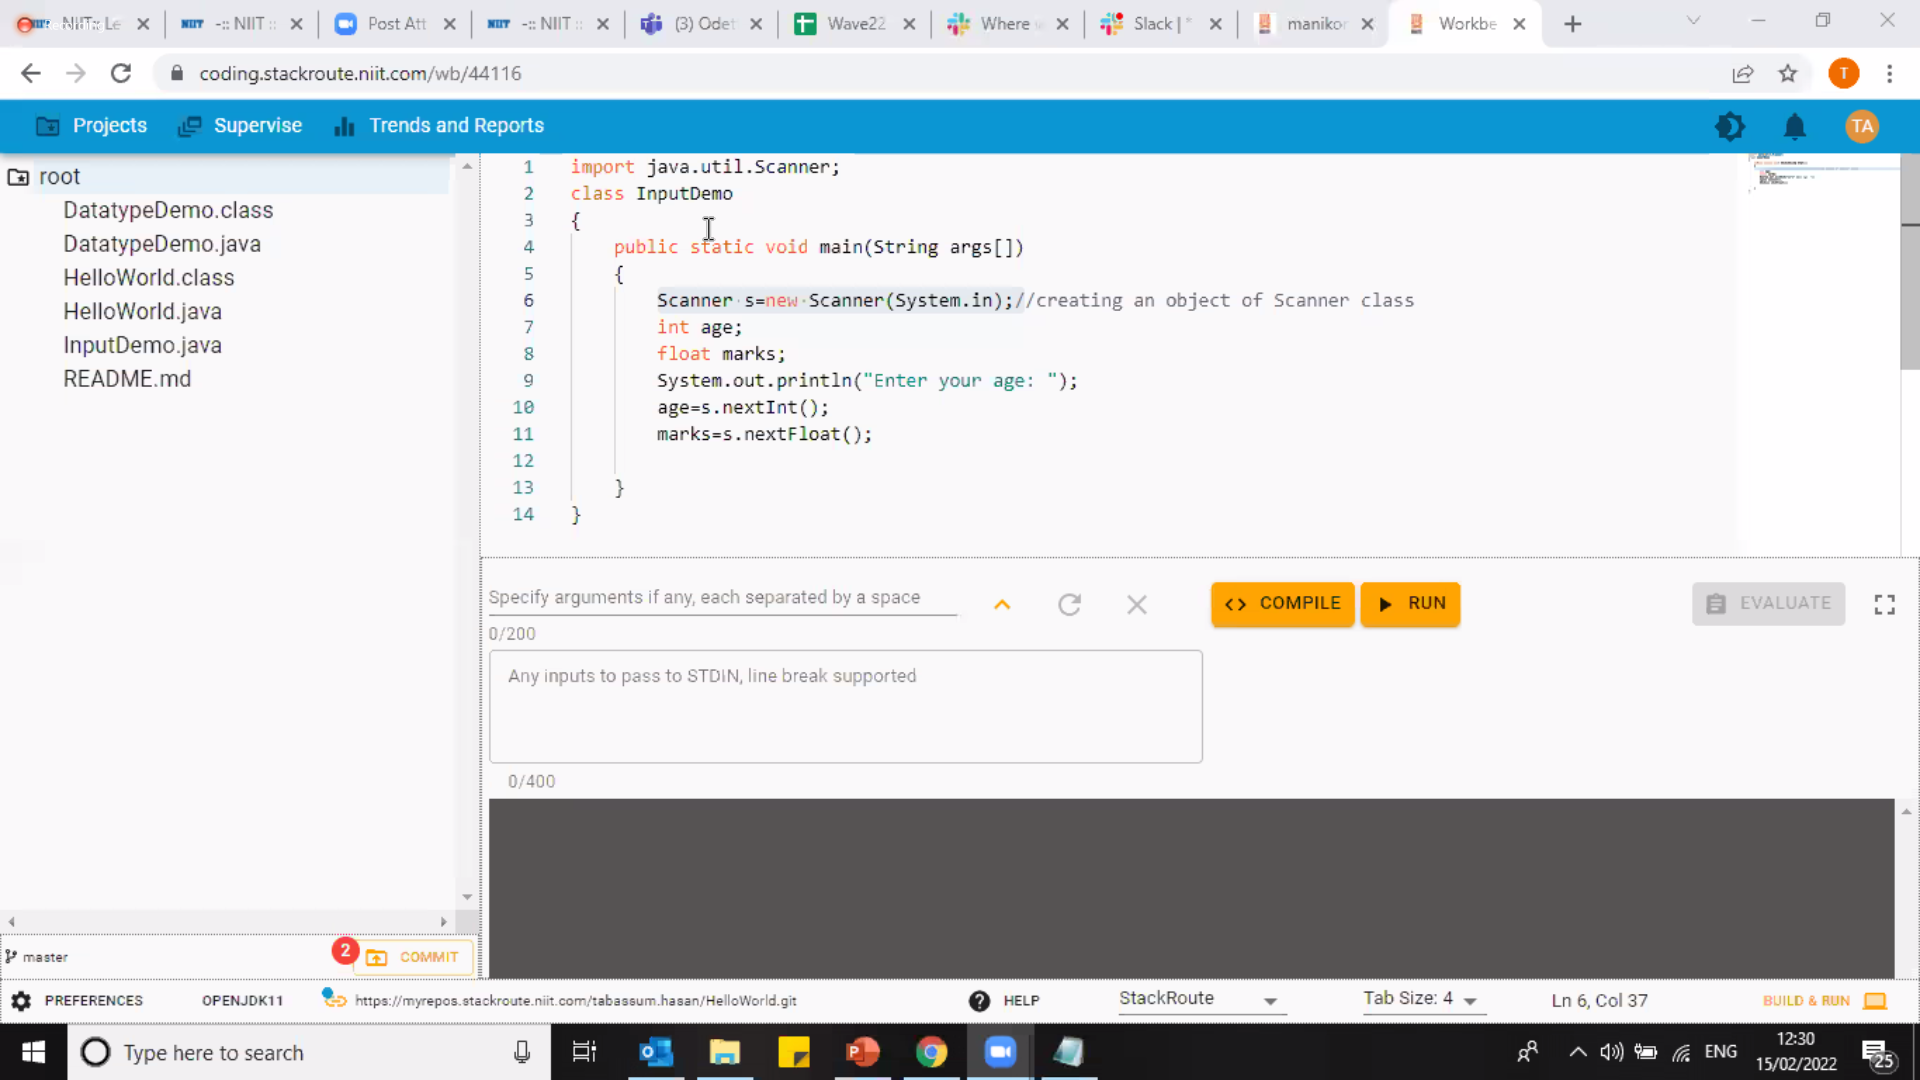 NIIT Le
NIIT -:: NIIT ::
Post Att
NIIT -:: NIIT ::
(3) Odet
Wave22
Where
Slack | *
manikor
Workbe
coding.stackroute.niit.com/wb/44116
T
Projects
Supervise
Trends and Reports
TA
root
DatatypeDemo.class
DatatypeDemo.java
HelloWorld.class
HelloWorld.java
InputDemo.java
README.md
1 import java.util.Scanner;
2 class InputDemo
3 {
4 public static void main(String args[])
5 {
6 Scanner s=new Scanner(System.in);//creating an object of Scanner class
7 int age;
8 float marks;
9 System.out.println("Enter your age: ");
10 age=s.nextInt();
11 marks=s.nextFloat();
12
13 }
14 }
Specify arguments if any, each separated by a space
0/200
<> COMPILE
RUN
EVALUATE
Any inputs to pass to STDIN, line break supported
0/400
master
2
COMMIT
PREFERENCES
OPENJDK11
https://myrepos.stackroute.niit.com/tabassum.hasan/HelloWorld.git
HELP
StackRoute
Tab Size: 4
Ln 6, Col 37
BUILD & RUN
Type here to search
ENG
12:30
15/02/2022
25